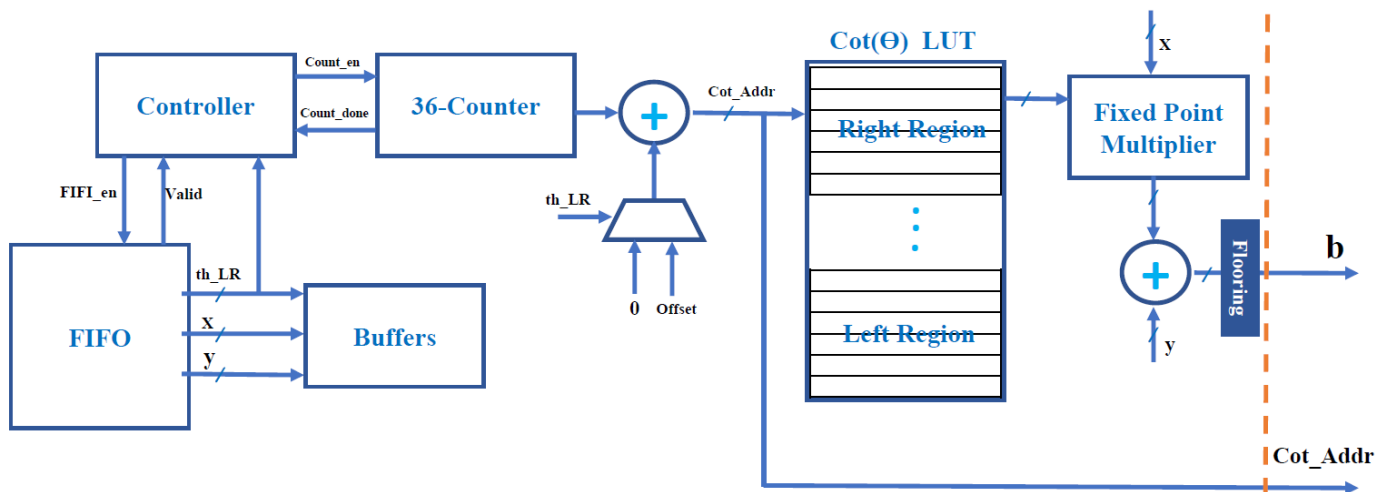 Cot(Ө) LUT
x
Count_en
Controller
36-Counter
Count_done
+
Cot_Addr
Right Region
Fixed Point
Multiplier
FIFI_en
Valid
th_LR
th_LR
x
y
FIFO
Buffers
0
Offset
Left Region
+
Flooring
b
y
Cot_Addr